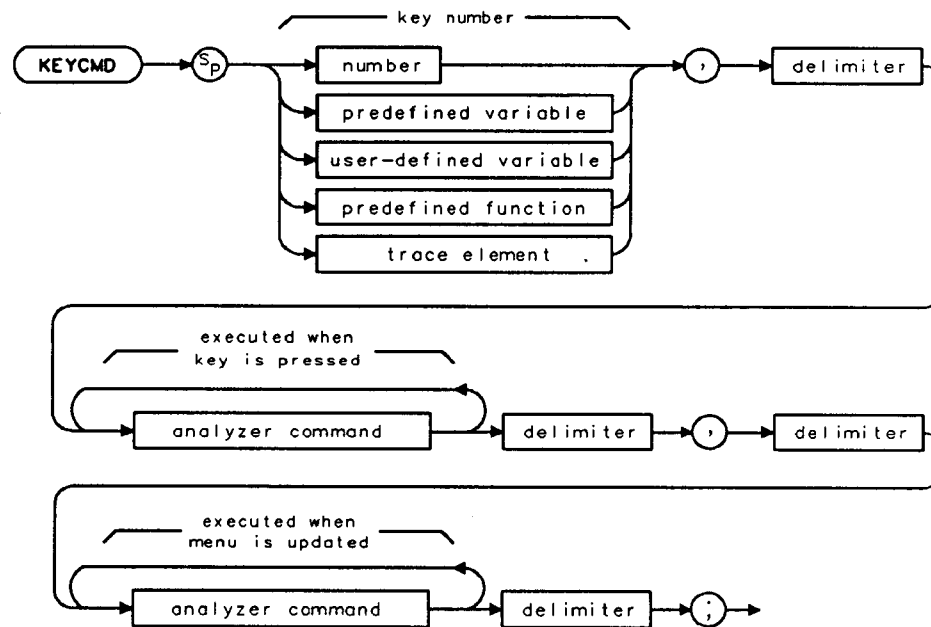 key number
KEYCMD Sp number , delimiter
predefined variable
user-defined variable
predefined function
trace element .
executed when
key is pressed
analyzer command delimiter , delimiter
executed when
menu is updated
analyzer command delimiter ;